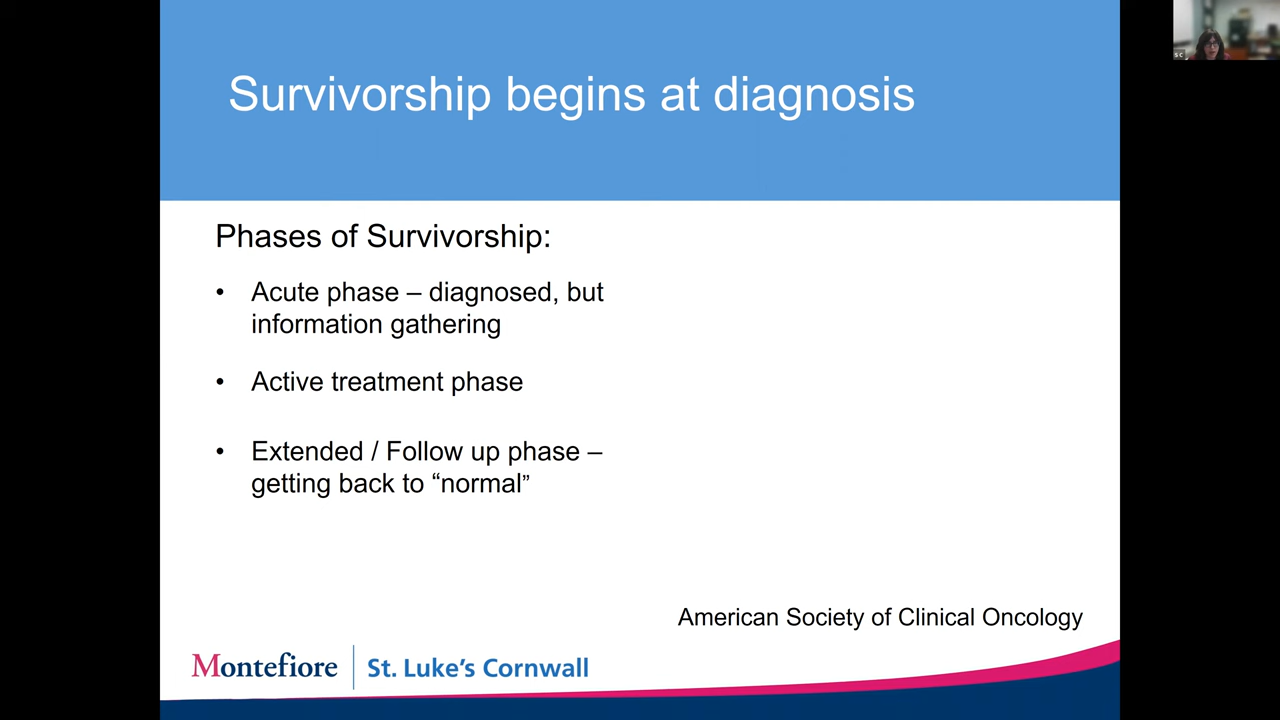 Survivorship begins at diagnosis
Phases of Survivorship:
• Acute phase – diagnosed, but
information gathering
• Active treatment phase
• Extended / Follow up phase –
getting back to “normal”
American Society of Clinical Oncology
Montefiore
St. Luke's Cornwall
s c